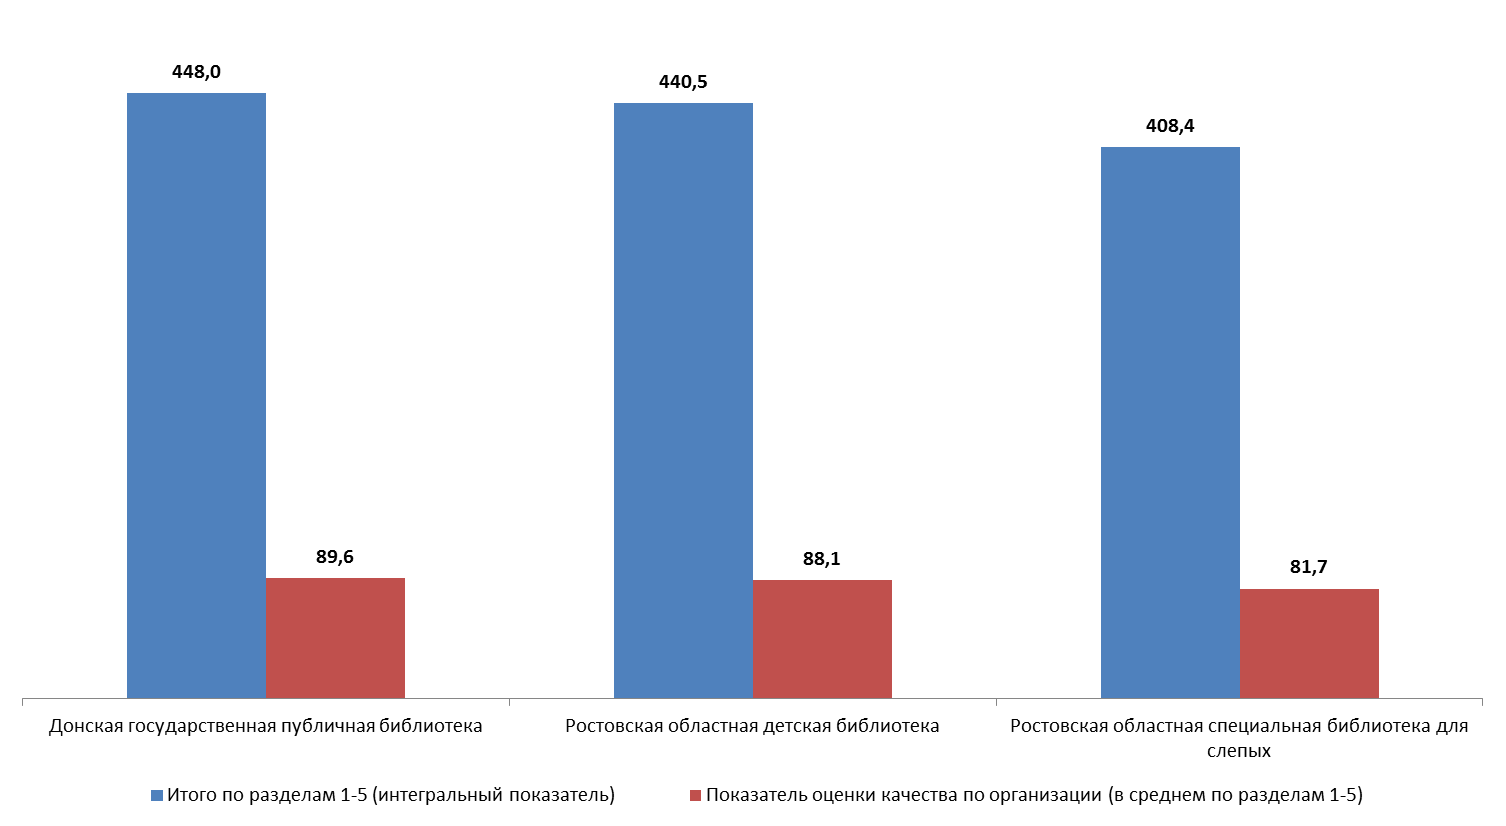 448,0
440,5
408,4
89,6
88,1
81,7
Донская государственная публичная библиотека
Ростовская областная детская библиотека
Ростовская областная специальная библиотека для
слепых
Итого по разделам 1-5 (интегральный показатель)
Показатель оценки качества по организации (в среднем по разделам 1-5)